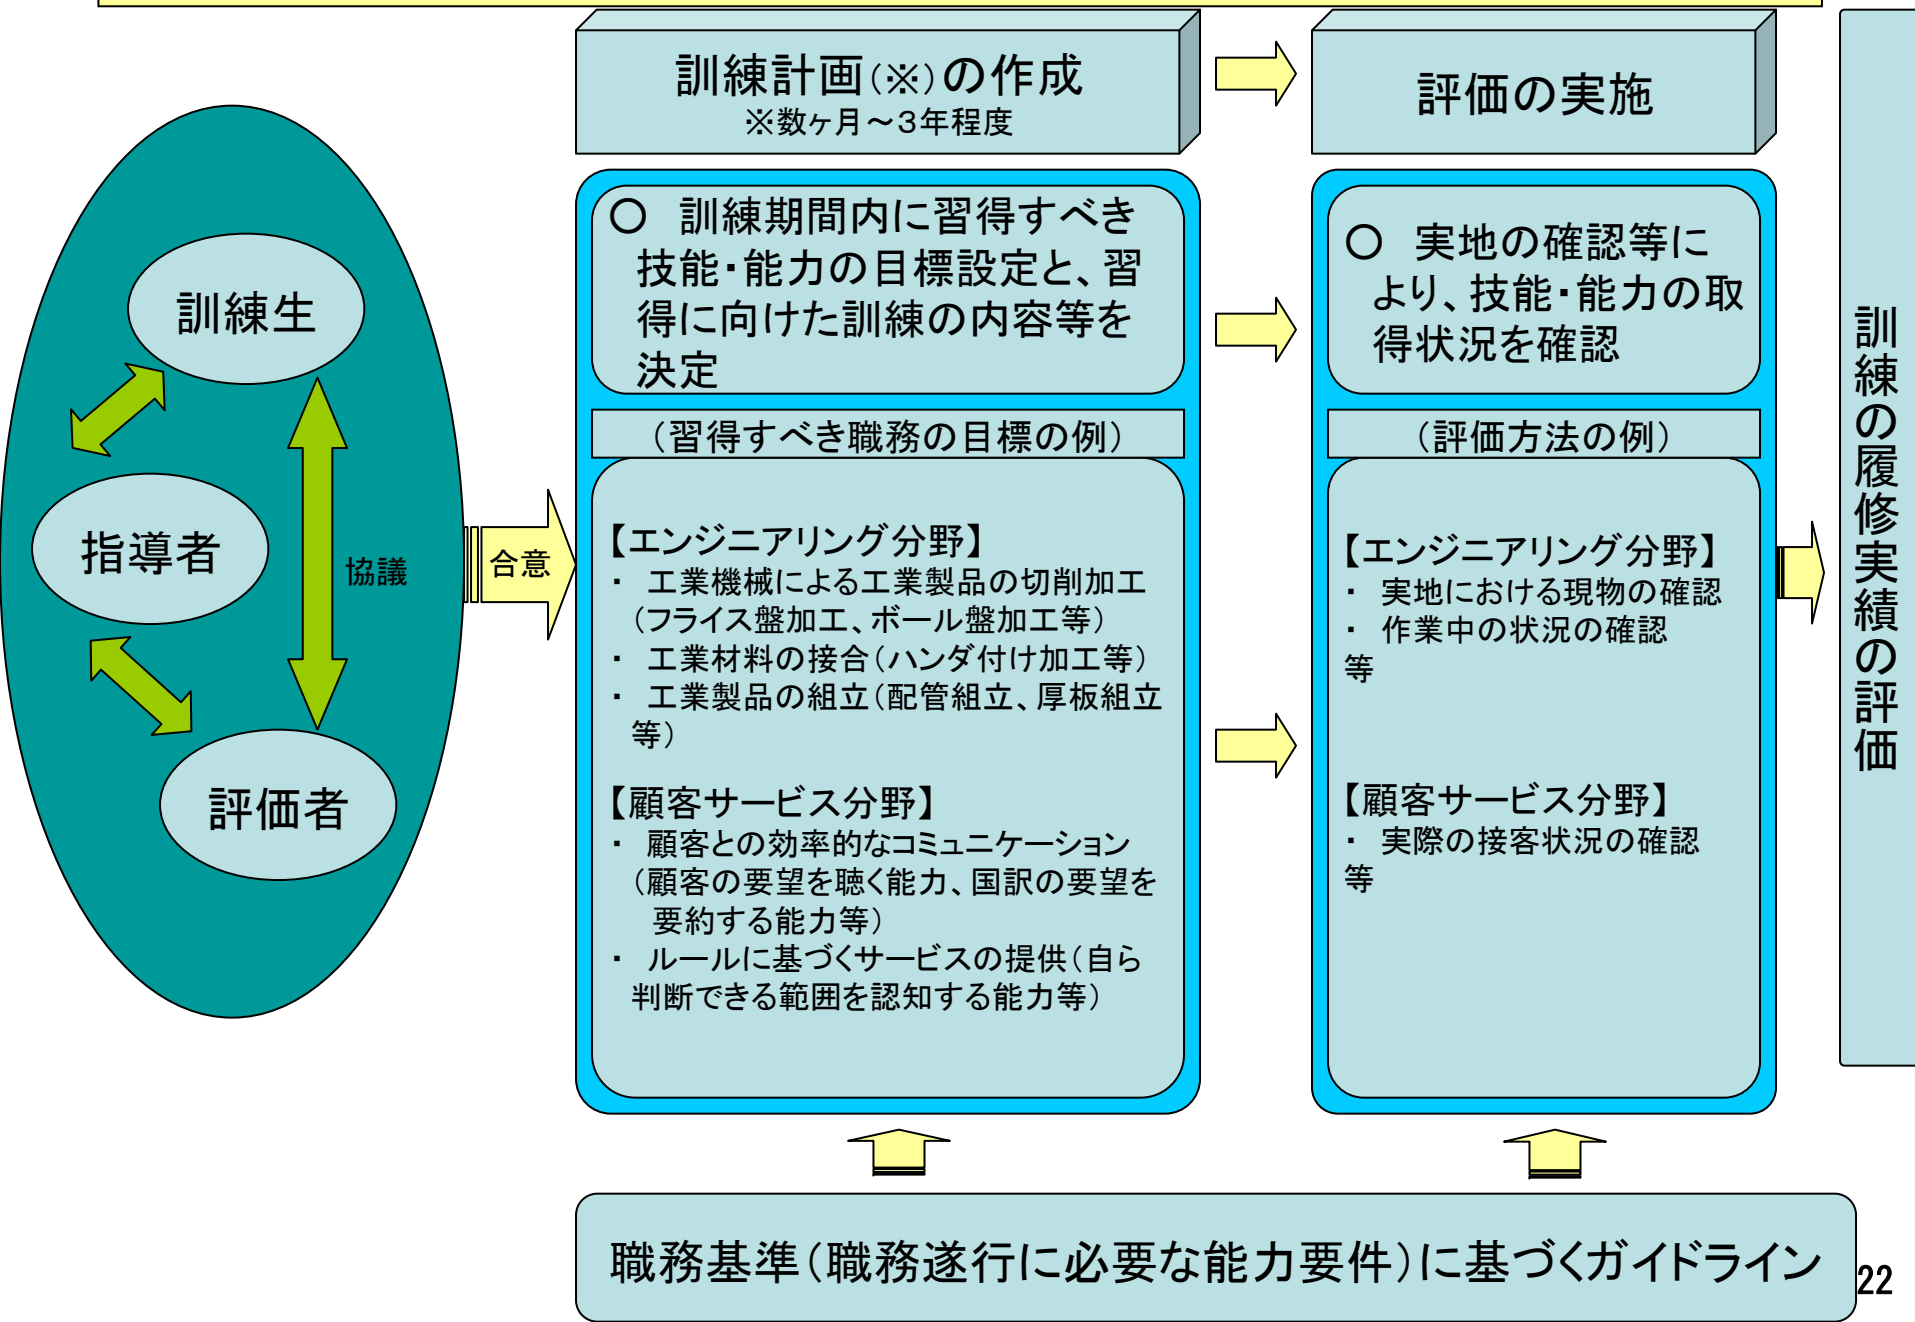 訓練計画(※)の作成
※数ヶ月～3年程度
評価の実施
訓練生
指導者
評価者
協議
合意
○ 訓練期間内に習得すべき
技能・能力の目標設定と、習
得に向けた訓練の内容等を
決定
(習得すべき職務の目標の例)
【エンジニアリング分野】
・ 工業機械による工業製品の切削加工
(フライス盤加工、ボール盤加工等)
・ 工業材料の接合(ハンダ付け加工等)
・ 工業製品の組立(配管組立、厚板組立
等)
【顧客サービス分野】
・ 顧客との効率的なコミュニケーション
(顧客の要望を聴く能力、国訳の要望を
要約する能力等)
・ ルールに基づくサービスの提供(自ら
判断できる範囲を認知する能力等)
○ 実地の確認等に
より、技能・能力の取
得状況を確認
(評価方法の例)
【エンジニアリング分野】
・ 実地における現物の確認
・ 作業中の状況の確認
等
【顧客サービス分野】
・ 実際の接客状況の確認
等
訓練の履修実績の評価
職務基準(職務遂行に必要な能力要件)に基づくガイドライン
22